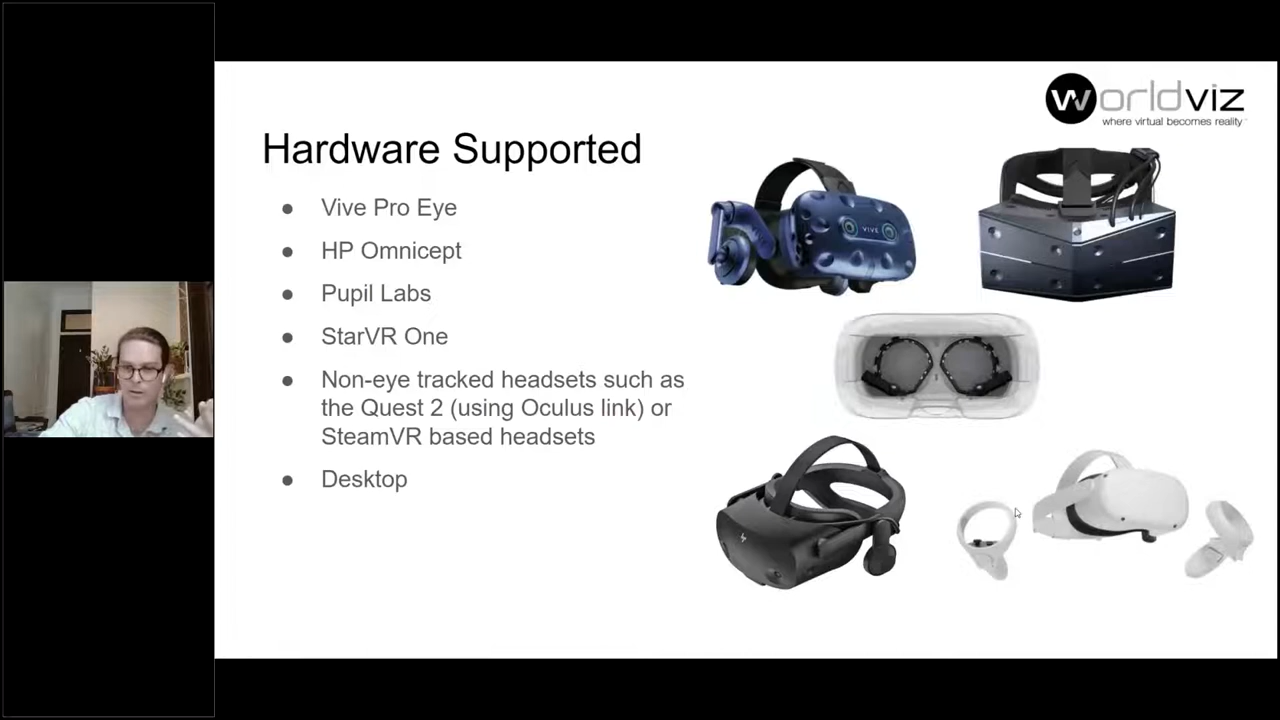 worldviz
where virtual becomes reality
Hardware Supported
● Vive Pro Eye
● HP Omnicept
● Pupil Labs
● StarVR One
● Non-eye tracked headsets such as
the Quest 2 (using Oculus link) or
SteamVR based headsets
● Desktop
VIVE